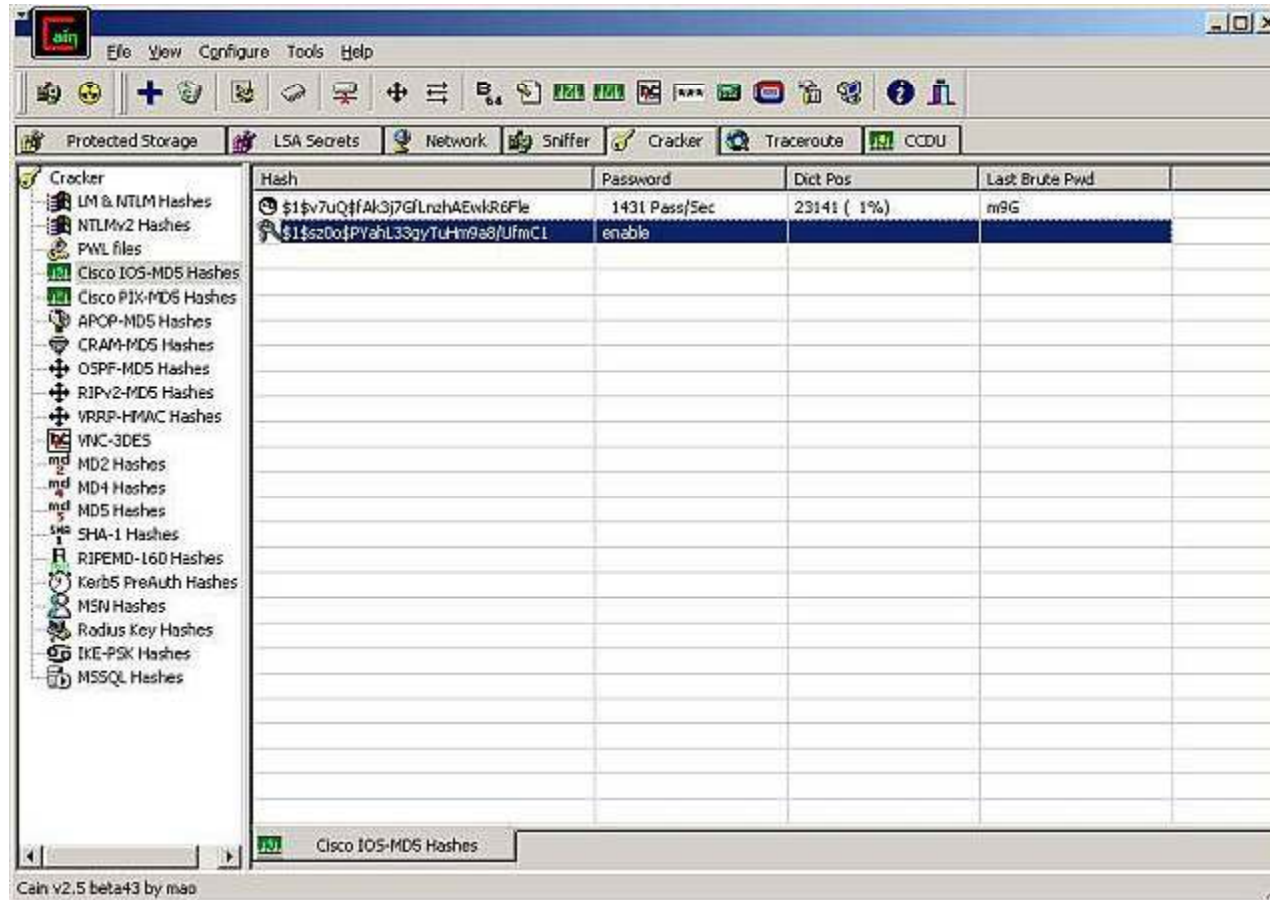 Cain
File View Configure Tools Help
B64
Protected Storage LSA Secrets Network Sniffer Cracker Traceroute CCDU
Cracker
LM & NTLM Hashes
NTLMv2 Hashes
PWL files
Cisco IOS-MD5 Hashes
Cisco PIX-MD5 Hashes
APOP-MD5 Hashes
CRAM-MD5 Hashes
OSPF-MD5 Hashes
RIPv2-MD5 Hashes
VRRP-HMAC Hashes
VNC-3DES
MD2 Hashes
MD4 Hashes
MD5 Hashes
SHA-1 Hashes
RIPEMD-160 Hashes
Kerb5 PreAuth Hashes
MSN Hashes
Radius Key Hashes
IKE-PSK Hashes
MSSQL Hashes
Hash Password Dict Pos Last Brute Pwd
$1$v7uQ$fAk3j7GfLnzhAEwkR6Fle 1431 Pass/Sec 23141 ( 1%) m9G
$1$sz0o$PYahL33gyTuHm9a8/UfmC1 enable
Cisco IOS-MD5 Hashes
Cain v2.5 beta43 by mao